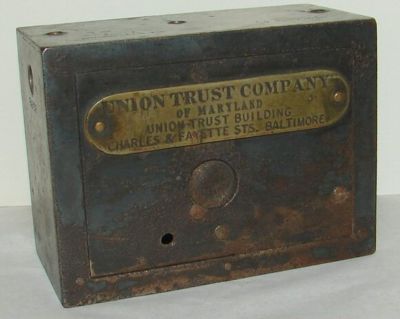 UNION TRUST COMPANY
OF MARYLAND
UNION TRUST BUILDING
CHARLES & FAYETTE STS. BALTIMORE